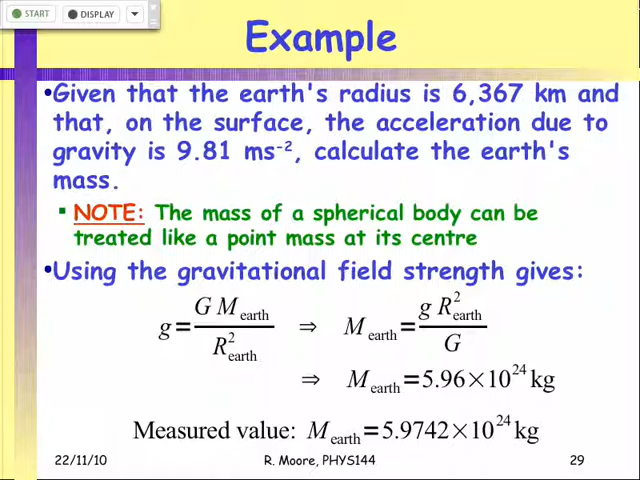 START DISPLAY
Example
•Given that the earth's radius is 6,367 km and
that, on the surface, the acceleration due to
gravity is 9.81 ms⁻², calculate the earth's
mass.
▪ NOTE: The mass of a spherical body can be
treated like a point mass at its centre
•Using the gravitational field strength gives:
g = G M_earth / R²_earth ⇒ M_earth = g R²_earth / G
⇒ M_earth = 5.96×10²⁴ kg
Measured value: M_earth = 5.9742×10²⁴ kg
22/11/10 R. Moore, PHYS144 29